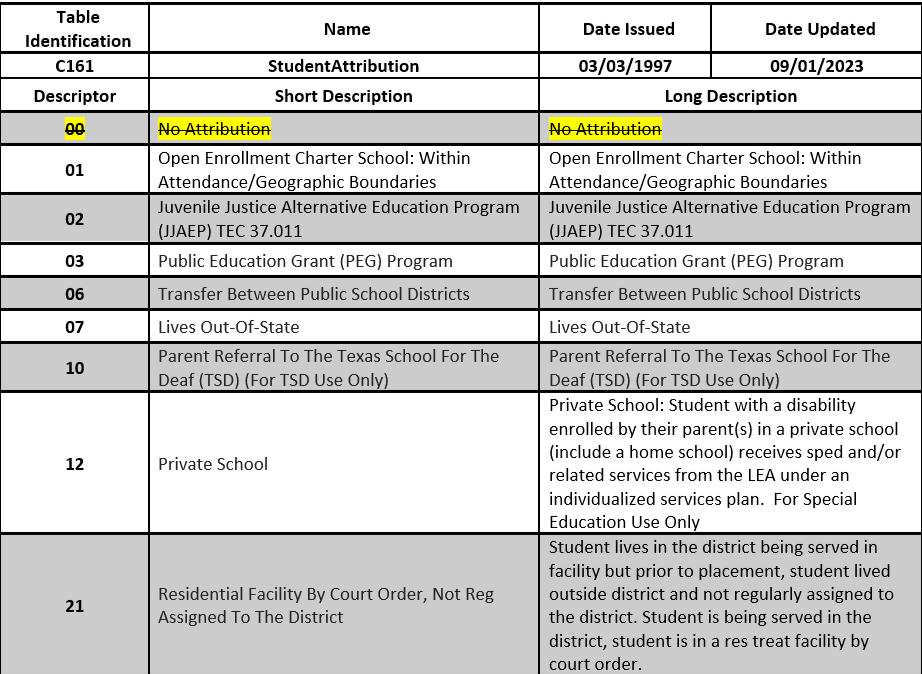 Table Identification Name Date Issued Date Updated
C161 StudentAttribution 03/03/1997 09/01/2023
Descriptor Short Description Long Description
00 No Attribution No Attribution
01 Open Enrollment Charter School: Within Attendance/Geographic Boundaries Open Enrollment Charter School: Within Attendance/Geographic Boundaries
02 Juvenile Justice Alternative Education Program (JJAEP) TEC 37.011 Juvenile Justice Alternative Education Program (JJAEP) TEC 37.011
03 Public Education Grant (PEG) Program Public Education Grant (PEG) Program
06 Transfer Between Public School Districts Transfer Between Public School Districts
07 Lives Out-Of-State Lives Out-Of-State
10 Parent Referral To The Texas School For The Deaf (TSD) (For TSD Use Only) Parent Referral To The Texas School For The Deaf (TSD) (For TSD Use Only)
12 Private School
Private School: Student with a disability
enrolled by their parent(s) in a private school
(include a home school) receives sped and/or
related services from the LEA under an
individualized services plan.  For Special
Education Use Only
21 Residential Facility By Court Order, Not Reg Assigned To The District
Student lives in the district being served in
facility but prior to placement, student lived
outside district and not regularly assigned to
the district. Student is being served in the
district, student is in a res treat facility by
court order.